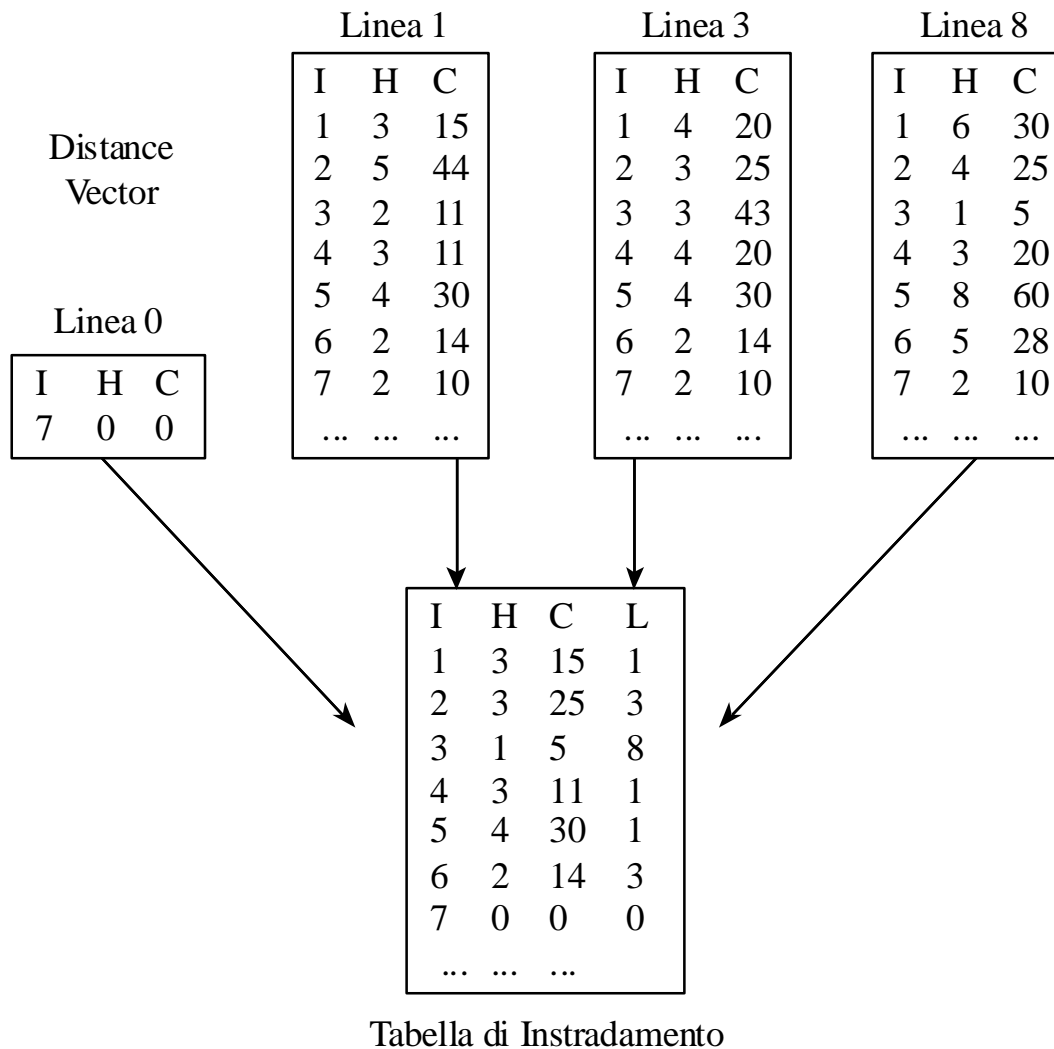 Distance
Vector
Linea 0
I H C
7 0 0
... ... ...
Linea 1
I H C
1 3 15
2 5 44
3 2 11
4 3 11
5 4 30
6 2 14
7 2 10
... ... ...
Linea 3
I H C
1 4 20
2 3 25
3 3 43
4 4 20
5 4 30
6 2 14
7 2 10
... ... ...
Linea 8
I H C
1 6 30
2 4 25
3 1 5
4 3 20
5 8 60
6 5 28
7 2 10
... ... ...
I H C L
1 3 15 1
2 3 25 3
3 1 5 8
4 3 11 1
5 4 30 1
6 2 14 3
7 0 0 0
... ... ...
Tabella di Instradamento